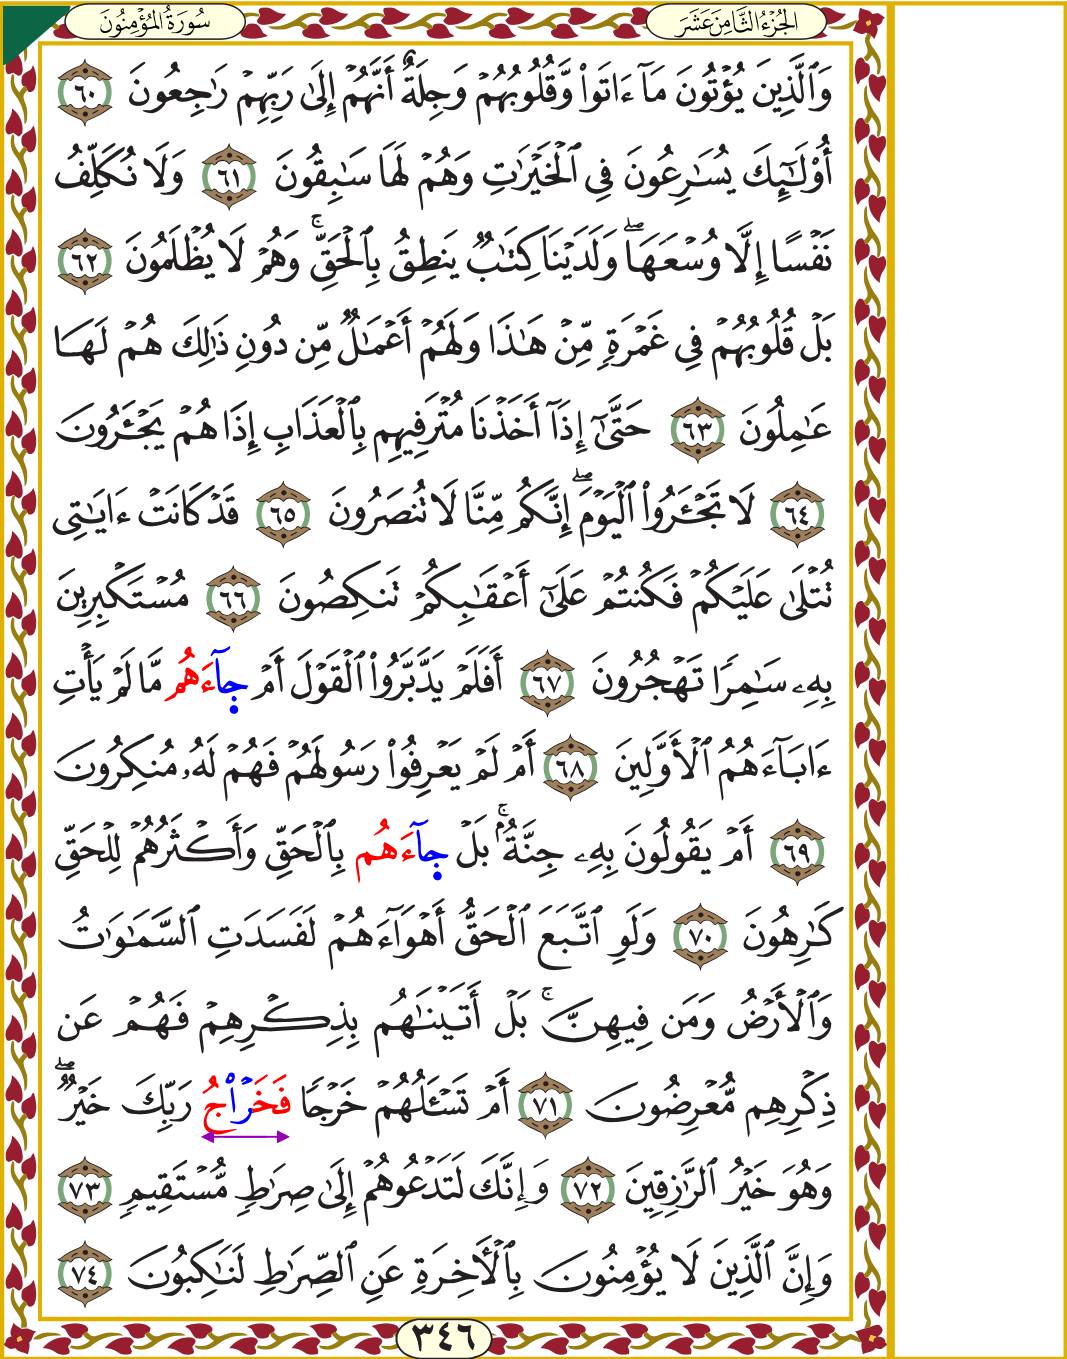 سُورَةُ المُؤْمِنُونَ
الجُزْءُ الثَّامِنَ عَشَرَ
وَٱلَّذِينَ يُؤْتُونَ مَآ ءَاتَوا۟ وَّقُلُوبُهُمْ وَجِلَةٌ أَنَّهُمْ إِلَىٰ رَبِّهِمْ رَٰجِعُونَ ٦٠
أُو۟لَٰٓئِكَ يُسَٰرِعُونَ فِي ٱلْخَيْرَٰتِ وَهُمْ لَهَا سَٰبِقُونَ ٦١ وَلَا نُكَلِّفُ
نَفْسًا إِلَّا وُسْعَهَاۖ وَلَدَيْنَا كِتَٰبٌ يَنطِقُ بِٱلْحَقِّۚ وَهُمْ لَا يُظْلَمُونَ ٦٢
بَلْ قُلُوبُهُمْ فِي غَمْرَةٍ مِّنْ هَٰذَا وَلَهُمْ أَعْمَٰلٌ مِّن دُونِ ذَٰلِكَ هُمْ لَهَا
عَٰمِلُونَ ٦٣ حَتَّىٰٓ إِذَآ أَخَذْنَا مُتْرَفِيهِم بِٱلْعَذَابِ إِذَا هُمْ يَجْـَٔرُونَ
٦٤ لَا تَجْـَٔرُوا۟ ٱلْيَوْمَۖ إِنَّكُم مِّنَّا لَا تُنصَرُونَ ٦٥ قَدْ كَانَتْ ءَايَٰتِي
تُتْلَىٰ عَلَيْكُمْ فَكُنتُمْ عَلَىٰٓ أَعْقَٰبِكُمْ تَنكِصُونَ ٦٦ مُسْتَكْبِرِينَ
بِهِۦ سَٰمِرًا تَهْجُرُونَ ٦٧ أَفَلَمْ يَدَّبَّرُوا۟ ٱلْقَوْلَ أَمْ جَآءَهُم مَّا لَمْ يَأْتِ
ءَابَآءَهُمُ ٱلْأَوَّلِينَ ٦٨ أَمْ لَمْ يَعْرِفُوا۟ رَسُولَهُمْ فَهُمْ لَهُۥ مُنكِرُونَ
٦٩ أَمْ يَقُولُونَ بِهِۦ جِنَّةٌۢۚ بَلْ جَآءَهُم بِٱلْحَقِّ وَأَكْثَرُهُمْ لِلْحَقِّ
كَٰرِهُونَ ٧٠ وَلَوِ ٱتَّبَعَ ٱلْحَقُّ أَهْوَآءَهُمْ لَفَسَدَتِ ٱلسَّمَٰوَٰتُ
وَٱلْأَرْضُ وَمَن فِيهِنَّۚ بَلْ أَتَيْنَٰهُم بِذِكْرِهِمْ فَهُمْ عَن
ذِكْرِهِم مُّعْرِضُونَ ٧١ أَمْ تَسْـَٔلُهُمْ خَرْجًا فَخَرَٰاجُ رَبِّكَ خَيْرٌۖ
وَهُوَ خَيْرُ ٱلرَّٰزِقِينَ ٧٢ وَإِنَّكَ لَتَدْعُوهُمْ إِلَىٰ صِرَٰطٍ مُّسْتَقِيمٍ ٧٣
وَإِنَّ ٱلَّذِينَ لَا يُؤْمِنُونَ بِٱلْأَخِرَةِ عَنِ ٱلصِّرَٰطِ لَنَٰكِبُونَ ٧٤
٣٤٦